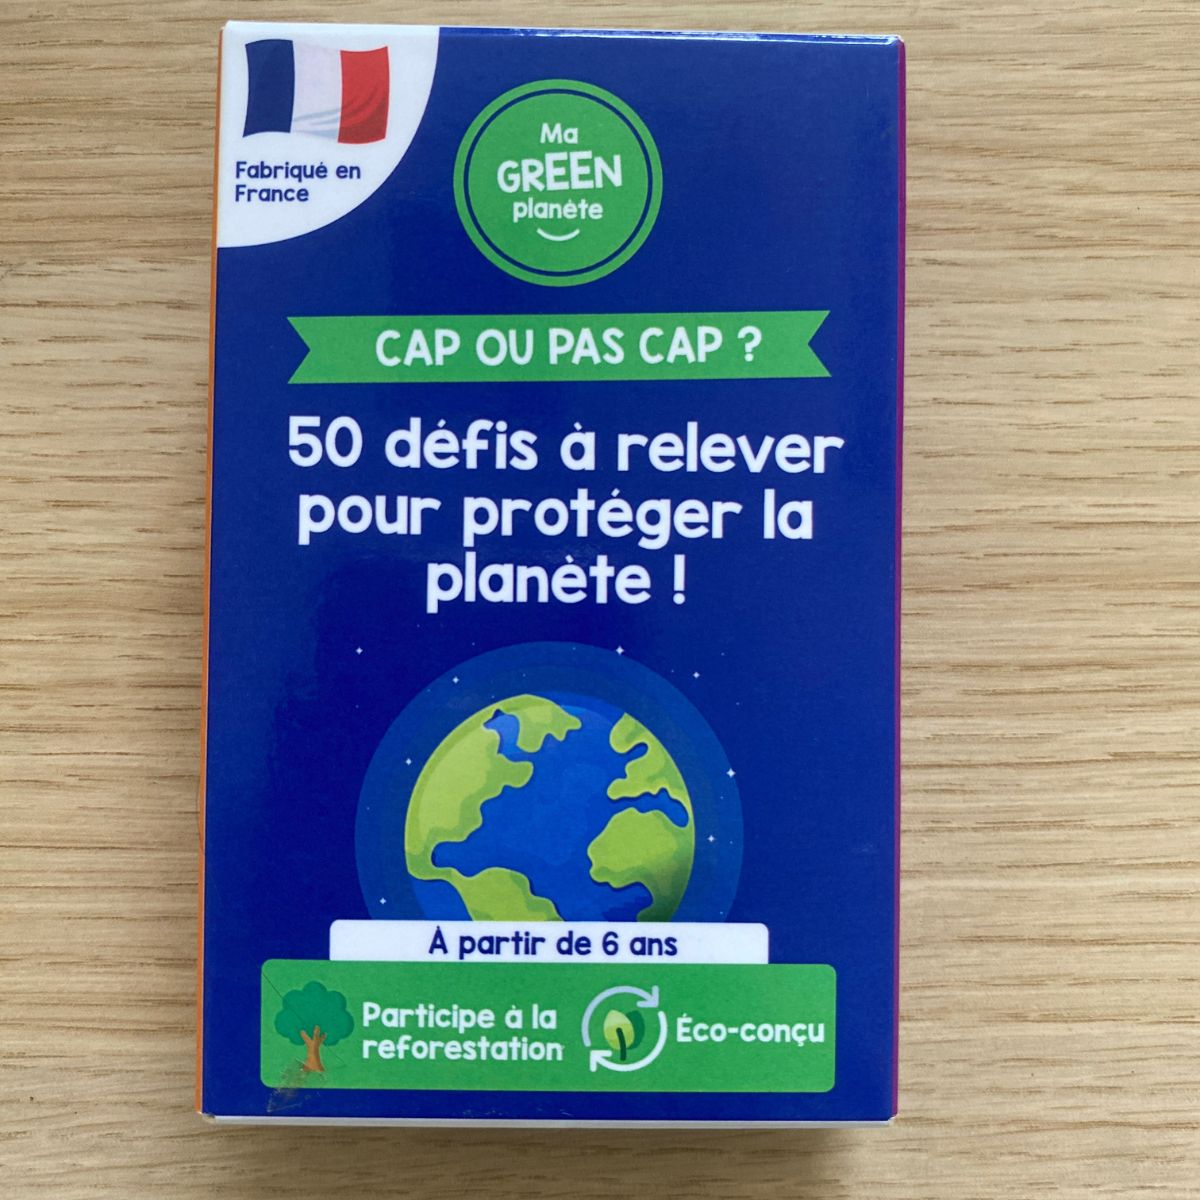 Fabriqué en
France
Ma
GREEN
planète
CAP OU PAS CAP ?
50 défis à relever
pour protéger la
planète !
À partir de 6 ans
Participe à la
reforestation
Éco-conçu